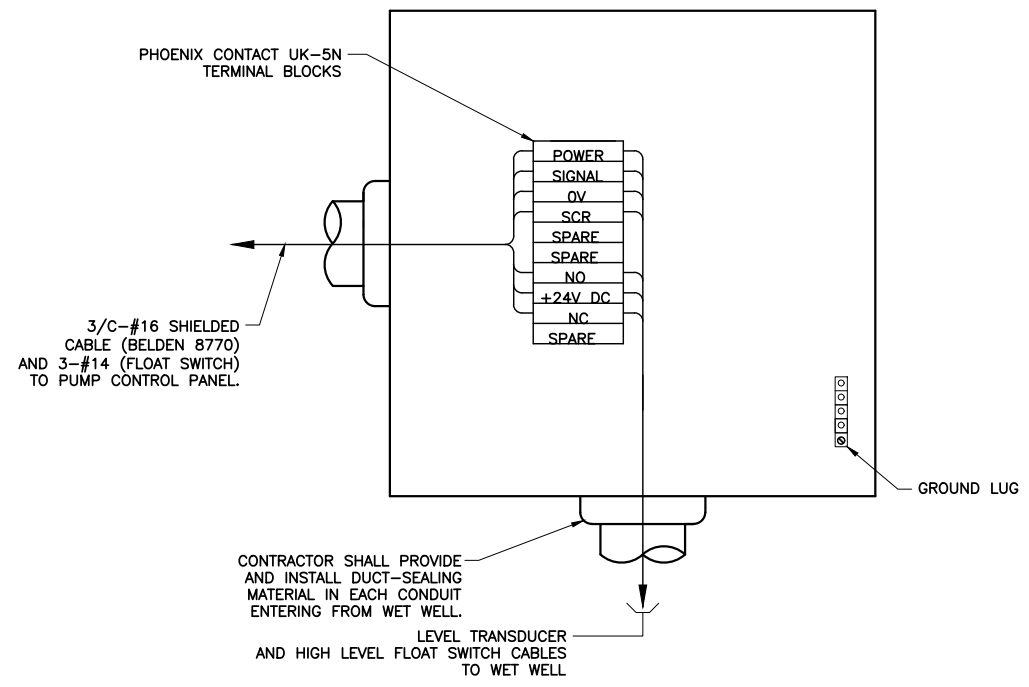 PHOENIX CONTACT UK-5N
TERMINAL BLOCKS
POWER
SIGNAL
0V
SCR
SPARE
SPARE
NO
+24V DC
NC
SPARE
3/C-#16 SHIELDED
CABLE (BELDEN 8770)
AND 3-#14 (FLOAT SWITCH)
TO PUMP CONTROL PANEL.
GROUND LUG
CONTRACTOR SHALL PROVIDE
AND INSTALL DUCT-SEALING
MATERIAL IN EACH CONDUIT
ENTERING FROM WET WELL.
LEVEL TRANSDUCER
AND HIGH LEVEL FLOAT SWITCH CABLES
TO WET WELL